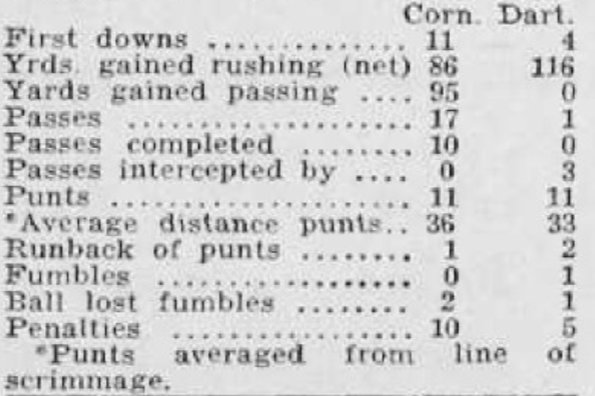 Corn. Dart.
First downs .............. 11 4
Yrds. gained rushing (net) 86 116
Yards gained passing .... 95 0
Passes ................... 17 1
Passes completed ........ 10 0
Passes intercepted by .... 0 3
Punts .................... 11 11
*Average distance punts.. 36 33
Runback of punts ........ 1 2
Fumbles ................. 0 1
Ball lost fumbles ........ 2 1
Penalties ................ 10 5
*Punts averaged from line of
scrimmage.